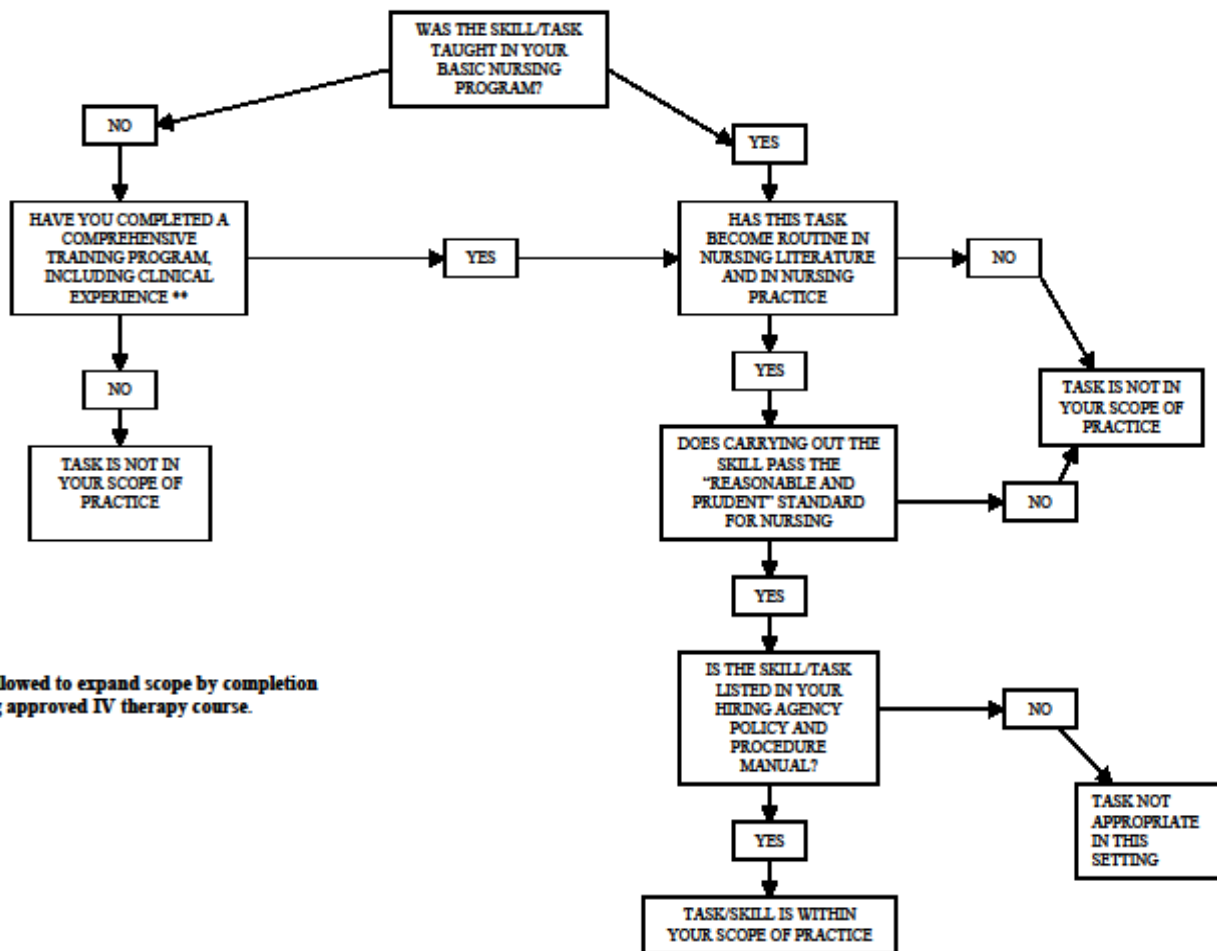 WAS THE SKILL/TASK
TAUGHT IN YOUR
BASIC NURSING
PROGRAM?
NO
YES
HAVE YOU COMPLETED A
COMPREHENSIVE
TRAINING PROGRAM,
INCLUDING CLINICAL
EXPERIENCE **
YES
HAS THIS TASK
BECOME ROUTINE IN
NURSING LITERATURE
AND IN NURSING
PRACTICE
NO
NO
YES
TASK IS NOT IN
YOUR SCOPE OF
PRACTICE
TASK IS NOT IN
YOUR SCOPE OF
PRACTICE
DOES CARRYING OUT THE
SKILL PASS THE
“REASONABLE AND
PRUDENT” STANDARD
FOR NURSING
NO
YES
IS THE SKILL/TASK
LISTED IN YOUR
HIRING AGENCY
POLICY AND
PROCEDURE
MANUAL?
NO
lowed to expand scope by completion
g approved IV therapy course.
YES
TASK NOT
APPROPRIATE
IN THIS
SETTING
TASK/SKILL IS WITHIN
YOUR SCOPE OF PRACTICE